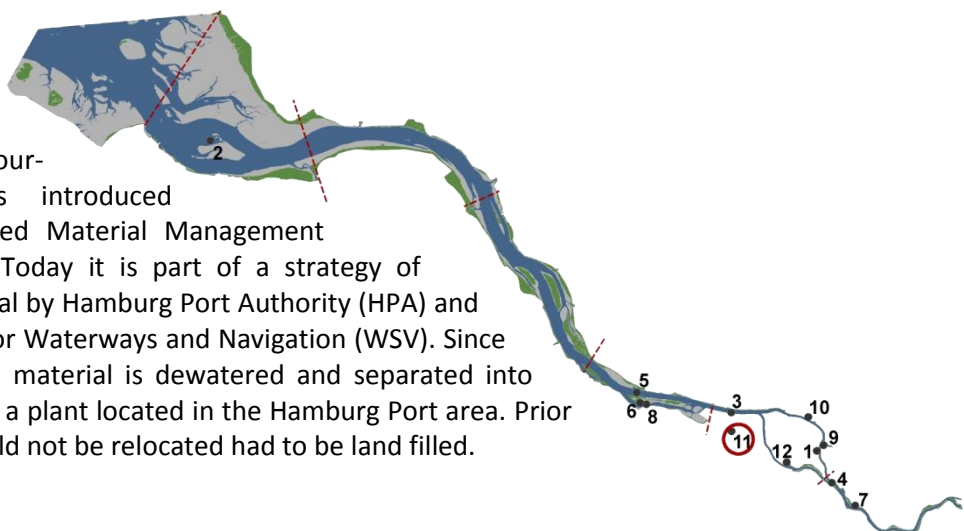 our-
s introduced
ed Material Management
Today it is part of a strategy of
al by Hamburg Port Authority (HPA) and
or Waterways and Navigation (WSV). Since
material is dewatered and separated into
a plant located in the Hamburg Port area. Prior
ld not be relocated had to be land filled.
2
5
6
8
3
11
10
9
1
12
4
7